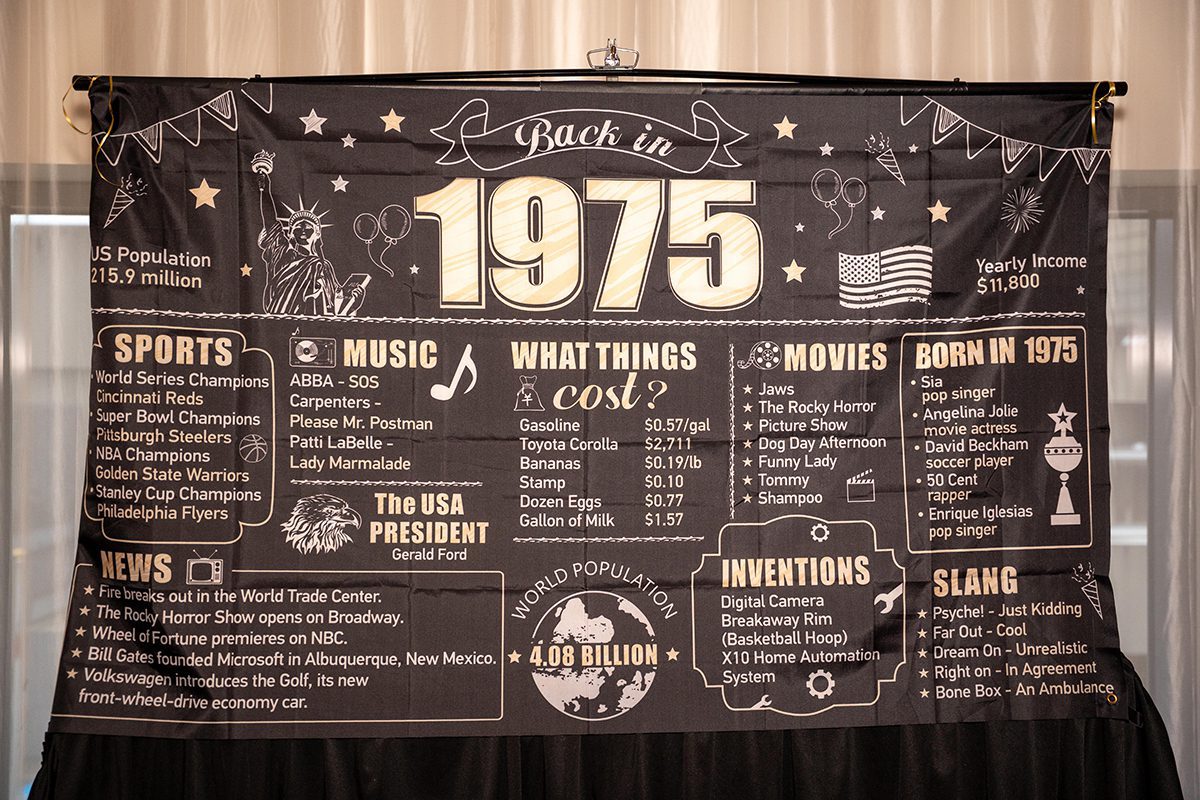 Back in
1975
US Population
215.9 million
Yearly Income
$11,800
SPORTS
• World Series Champions
Cincinnati Reds
• Super Bowl Champions
Pittsburgh Steelers
• NBA Champions
Golden State Warriors
• Stanley Cup Champions
Philadelphia Flyers
MUSIC
ABBA - SOS
Carpenters -
Please Mr. Postman
Patti LaBelle -
Lady Marmalade
The USA
PRESIDENT
Gerald Ford
WHAT THINGS
cost?
¥
Gasoline $0.57/gal
Toyota Corolla $2,711
Bananas $0.19/lb
Stamp $0.10
Dozen Eggs $0.77
Gallon of Milk $1.57
MOVIES
★ Jaws
★ The Rocky Horror
★ Picture Show
★ Dog Day Afternoon
★ Funny Lady
★ Tommy
★ Shampoo
BORN IN 1975
• Sia
pop singer
• Angelina Jolie
movie actress
• David Beckham
soccer player
• 50 Cent
rapper
• Enrique Iglesias
pop singer
NEWS
★ Fire breaks out in the World Trade Center.
★ The Rocky Horror Show opens on Broadway.
★ Wheel of Fortune premieres on NBC.
★ Bill Gates founded Microsoft in Albuquerque, New Mexico.
★ Volkswagen introduces the Golf, its new
front-wheel-drive economy car.
WORLD POPULATION
★ 4.08 BILLION ★
INVENTIONS
Digital Camera
Breakaway Rim
(Basketball Hoop)
X10 Home Automation
System
SLANG
★ Psyche! - Just Kidding
★ Far Out - Cool
★ Dream On - Unrealistic
★ Right on - In Agreement
★ Bone Box - An Ambulance